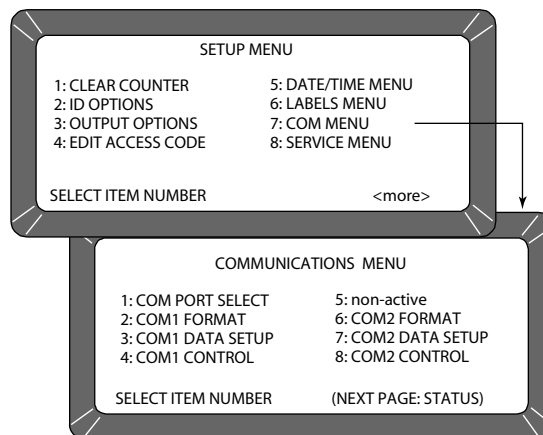 SETUP MENU
1: CLEAR COUNTER 5: DATE/TIME MENU
2: ID OPTIONS 6: LABELS MENU
3: OUTPUT OPTIONS 7: COM MENU
4: EDIT ACCESS CODE 8: SERVICE MENU
SELECT ITEM NUMBER <more>
COMMUNICATIONS MENU
1: COM PORT SELECT 5: non-active
2: COM1 FORMAT 6: COM2 FORMAT
3: COM1 DATA SETUP 7: COM2 DATA SETUP
4: COM1 CONTROL 8: COM2 CONTROL
SELECT ITEM NUMBER (NEXT PAGE: STATUS)